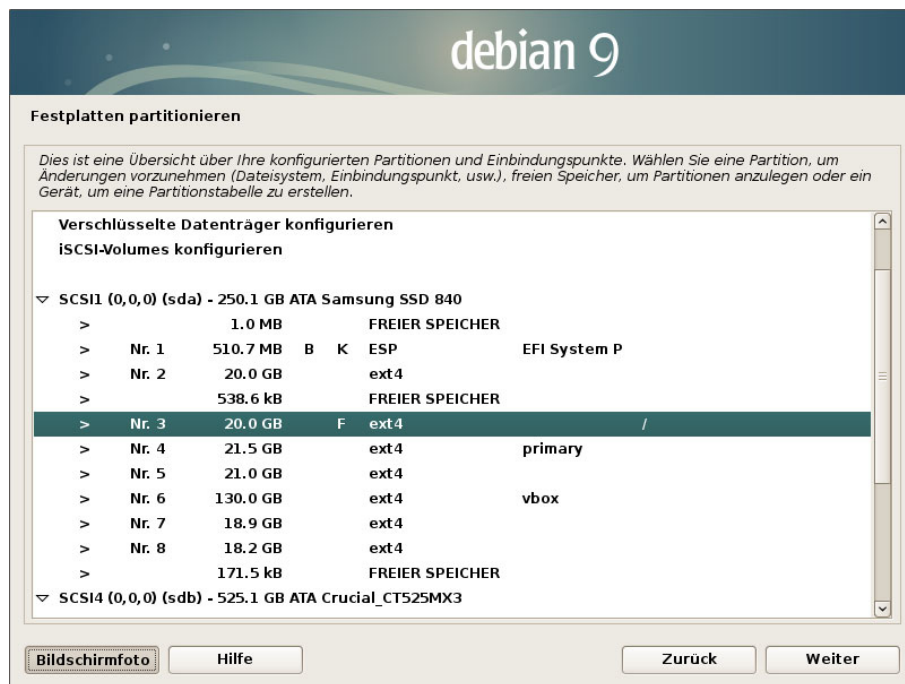 debian 9
Festplatten partitionieren
Dies ist eine Übersicht über Ihre konfigurierten Partitionen und Einbindungspunkte. Wählen Sie eine Partition, um
Änderungen vorzunehmen (Dateisystem, Einbindungspunkt, usw.), freien Speicher, um Partitionen anzulegen oder ein
Gerät, um eine Partitionstabelle zu erstellen.
Verschlüsselte Datenträger konfigurieren
iSCSI-Volumes konfigurieren
SCSI1 (0,0,0) (sda) - 250.1 GB ATA Samsung SSD 840
> 1.0 MB FREIER SPEICHER
> Nr. 1 510.7 MB B K ESP EFI System P
> Nr. 2 20.0 GB ext4
> 538.6 kB FREIER SPEICHER
> Nr. 3 20.0 GB F ext4 /
> Nr. 4 21.5 GB ext4 primary
> Nr. 5 21.0 GB ext4
> Nr. 6 130.0 GB ext4 vbox
> Nr. 7 18.9 GB ext4
> Nr. 8 18.2 GB ext4
> 171.5 kB FREIER SPEICHER
SCSI4 (0,0,0) (sdb) - 525.1 GB ATA Crucial_CT525MX3
Bildschirmfoto Hilfe Zurück Weiter